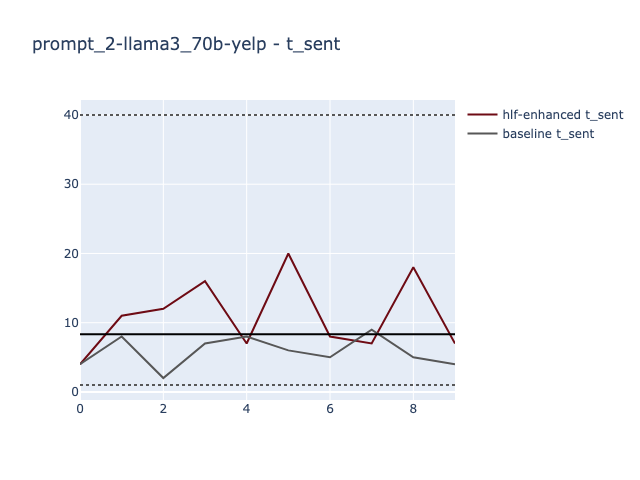 prompt_2-llama3_70b-yelp - t_sent
hlf-enhanced t_sent
baseline t_sent
40
30
20
10
0
0 2 4 6 8